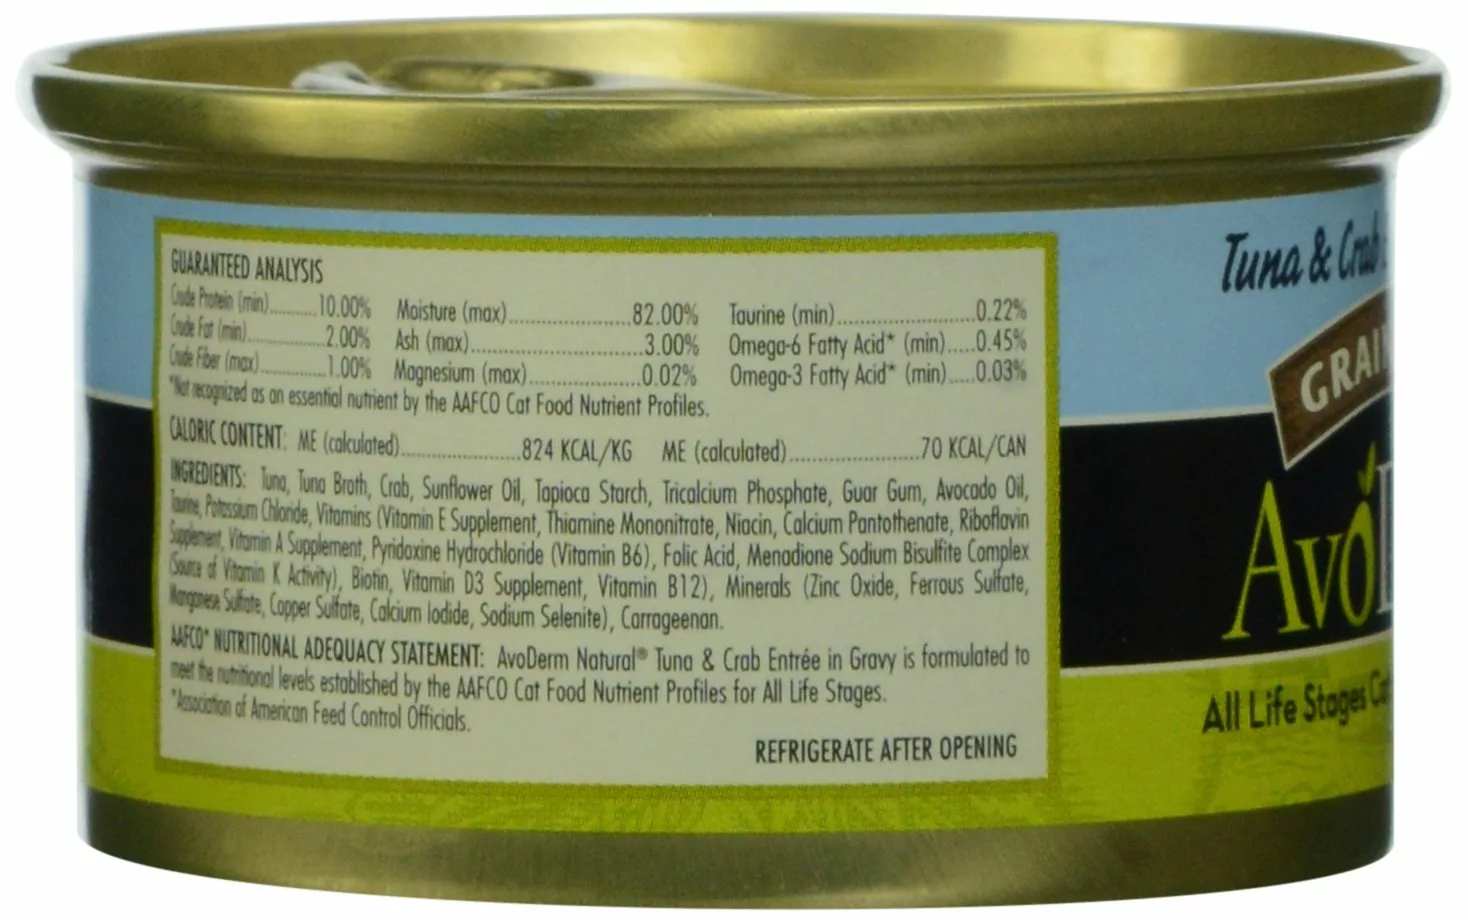 GUARANTEED ANALYSIS
Crude Protein (min)..........10.00% Moisture (max)..........................82.00% Taurine (min)..............................0.22%
Crude Fat (min)..................2.00% Ash (max)...................................3.00% Omega-6 Fatty Acid* (min).....0.45%
Crude Fiber (max)...............1.00% Magnesium (max).......................0.02% Omega-3 Fatty Acid* (min).....0.03%
*Not recognized as an essential nutrient by the AAFCO Cat Food Nutrient Profiles.
CALORIC CONTENT: ME (calculated)..........................824 KCAL/KG ME (calculated)...........................70 KCAL/CAN
INGREDIENTS: Tuna, Tuna Broth, Crab, Sunflower Oil, Tapioca Starch, Tricalcium Phosphate, Guar Gum, Avocado Oil,
Taurine, Potassium Chloride, Vitamins (Vitamin E Supplement, Thiamine Mononitrate, Niacin, Calcium Pantothenate, Riboflavin
Supplement, Vitamin A Supplement, Pyridoxine Hydrochloride (Vitamin B6), Folic Acid, Menadione Sodium Bisulfite Complex
(Source of Vitamin K Activity), Biotin, Vitamin D3 Supplement, Vitamin B12), Minerals (Zinc Oxide, Ferrous Sulfate,
Manganese Sulfate, Copper Sulfate, Calcium Iodide, Sodium Selenite), Carrageenan.
AAFCO* NUTRITIONAL ADEQUACY STATEMENT: AvoDerm Natural® Tuna & Crab Entrée in Gravy is formulated to
meet the nutritional levels established by the AAFCO Cat Food Nutrient Profiles for All Life Stages.
*Association of American Feed Control Officials.
REFRIGERATE AFTER OPENING
Tuna & Crab
GRAI
AvoD
All Life Stages Cat